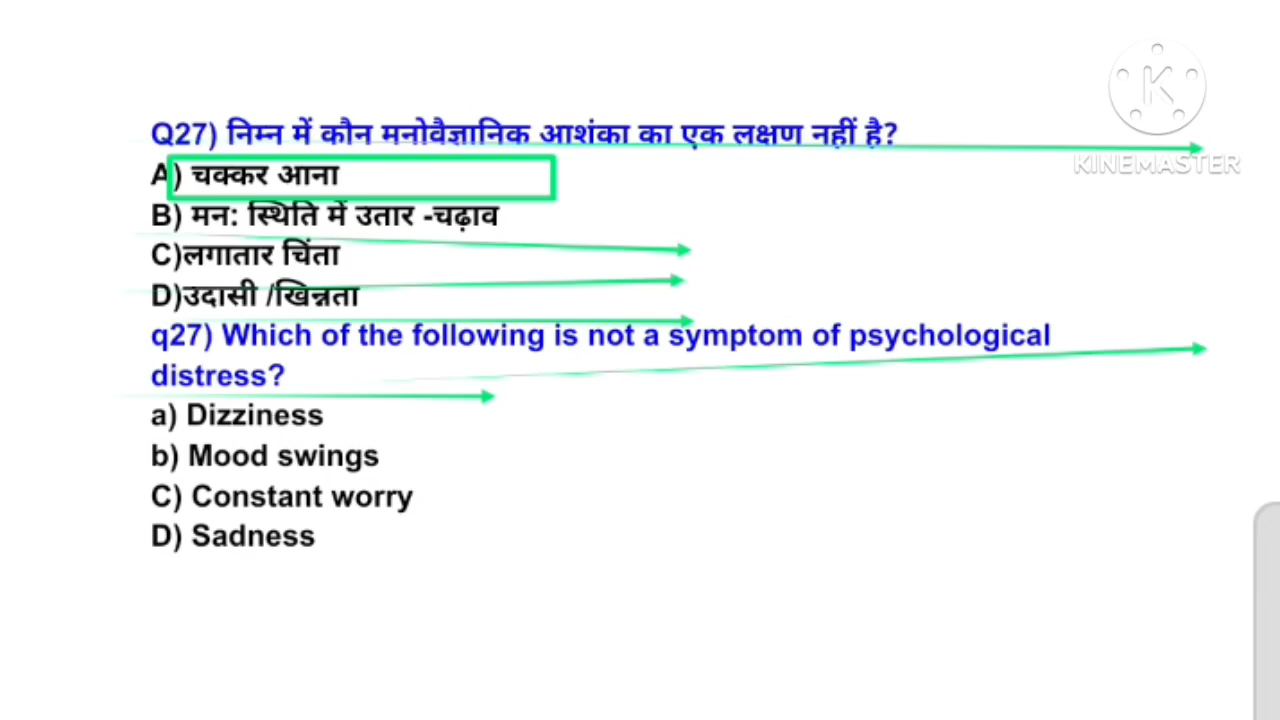 Q27) निम्न में कौन मनोवैज्ञानिक आशंका का एक लक्षण नहीं है?
A) चक्कर आना
B) मन: स्थिति में उतार -चढ़ाव
C)लगातार चिंता
D)उदासी /खिन्नता
q27) Which of the following is not a symptom of psychological
distress?
a) Dizziness
b) Mood swings
C) Constant worry
D) Sadness
K
KINEMASTER